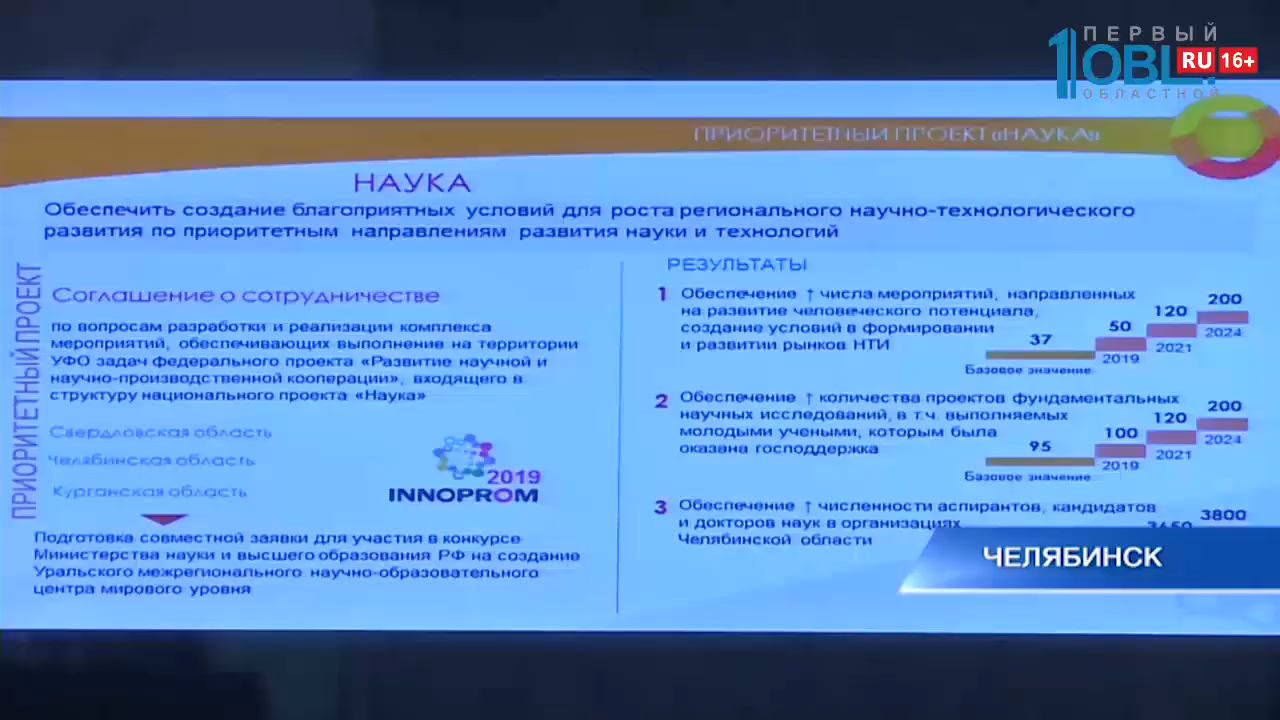 ПЕРВЫЙ
1OBL.
RU 16+
ОБЛАСТНОЙ
ПРИОРИТЕТНЫЙ ПРОЕКТ «НАУКА»
НАУКА
Обеспечить создание благоприятных условий для роста регионального научно-технологического
развития по приоритетным направлениям развития науки и технологий
ПРИОРИТЕТНЫЙ ПРОЕКТ
Соглашение о сотрудничестве
по вопросам разработки и реализации комплекса
мероприятий, обеспечивающих выполнение на территории
УФО задач федерального проекта «Развитие научной и
научно-производственной кооперации», входящего в
структуру национального проекта «Наука»
Свердловская область
Челябинская область
Курганская область
2019
INNOPROM
Подготовка совместной заявки для участия в конкурсе
Министерства науки и высшего образования РФ на создание
Уральского межрегионального научно-образовательного
центра мирового уровня
РЕЗУЛЬТАТЫ
1 Обеспечение ↑ числа мероприятий, направленных
на развитие человеческого потенциала,
создание условий в формировании
и развитии рынков НТИ
37 50 120 200
Базовое значение 2019 2021 2024
2 Обеспечение ↑ количества проектов фундаментальных
научных исследований, в т.ч. выполняемых
молодыми учеными, которым была
оказана господдержка
95 100 120 200
Базовое значение 2019 2021 2024
3 Обеспечение ↑ численности аспирантов, кандидатов
и докторов наук в организациях
Челябинской области
3650 3800
ЧЕЛЯБИНСК